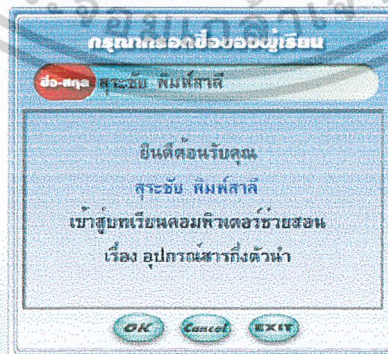 กรุณากรอกชื่อของผู้เรียน
ชื่อ-สกุล สุระชัย พิมพ์สาลี
ยินดีต้อนรับคุณ
สุระชัย พิมพ์สาลี
เข้าสู่บทเรียนคอมพิวเตอร์ช่วยสอน
เรื่อง อุปกรณ์สารกึ่งตัวนำ
OK Cancel EXIT